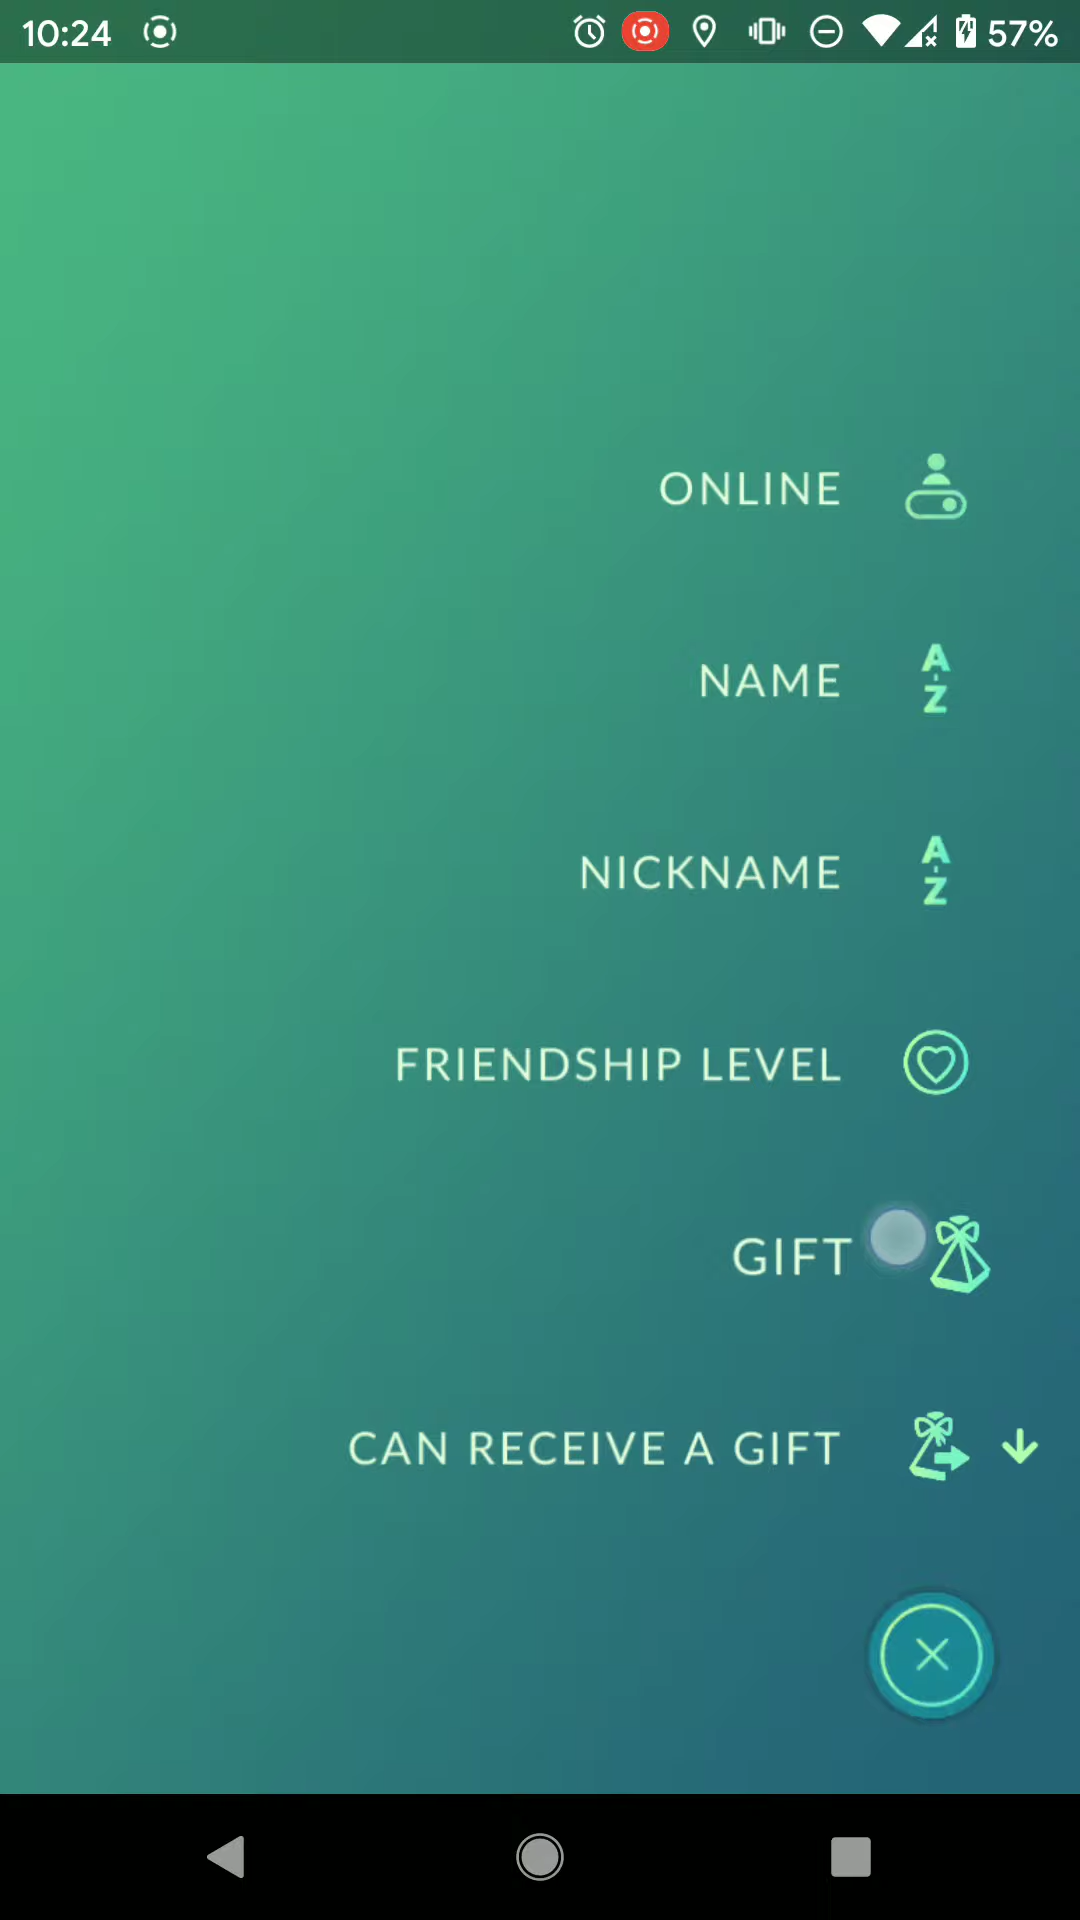 10:24 57%
ONLINE
NAME
A
Z
NICKNAME
A
Z
FRIENDSHIP LEVEL
GIFT
CAN RECEIVE A GIFT